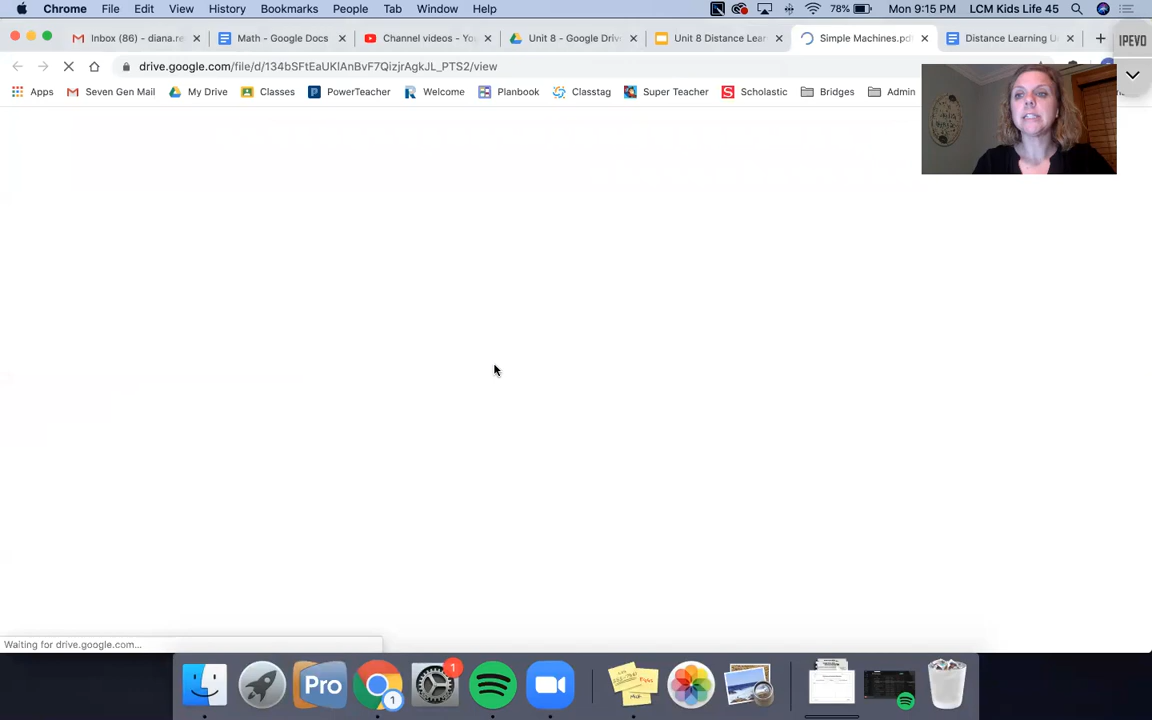 Chrome File Edit View History Bookmarks People Tab Window Help 78% Mon 9:15 PM LCM Kids Life 45
Inbox (86) - diana.re Math - Google Docs Channel videos - You Unit 8 - Google Drive Unit 8 Distance Lear Simple Machines.pdf Distance Learning U IPEVO
drive.google.com/file/d/134bSFtEaUKIAnBvF7QizjrAgkJL_PTS2/view
Apps Seven Gen Mail My Drive Classes PowerTeacher Welcome Planbook Classtag Super Teacher Scholastic Bridges Admin
Waiting for drive.google.com...
Pro 1 1